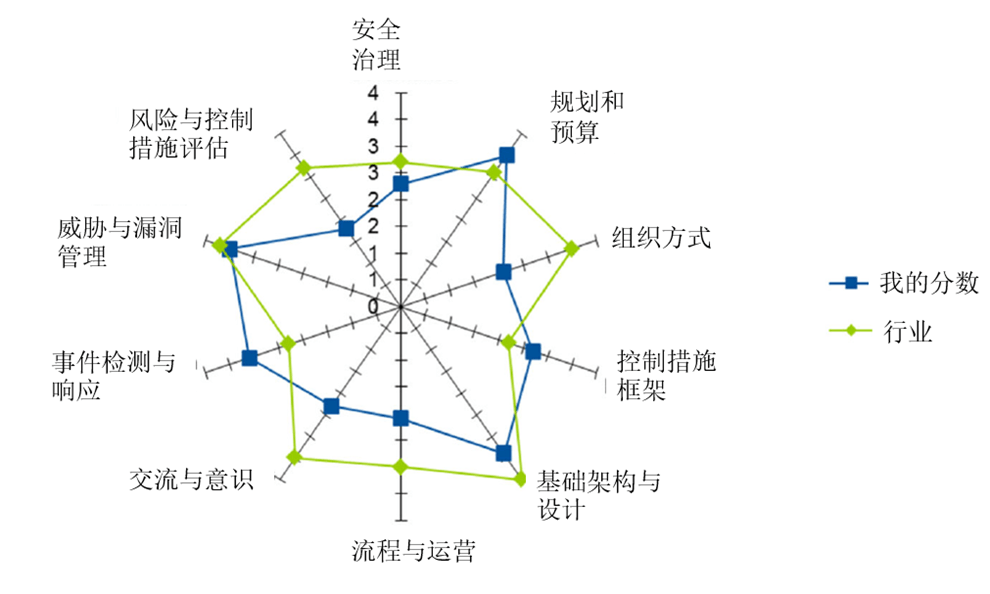 安全
治理
规划和
预算
风险与控制
措施评估
4
4
3
3
2
2
1
1
0
威胁与漏洞
管理
组织方式
我的分数
行业
事件检测与
响应
控制措施
框架
交流与意识
基础架构与
设计
流程与运营